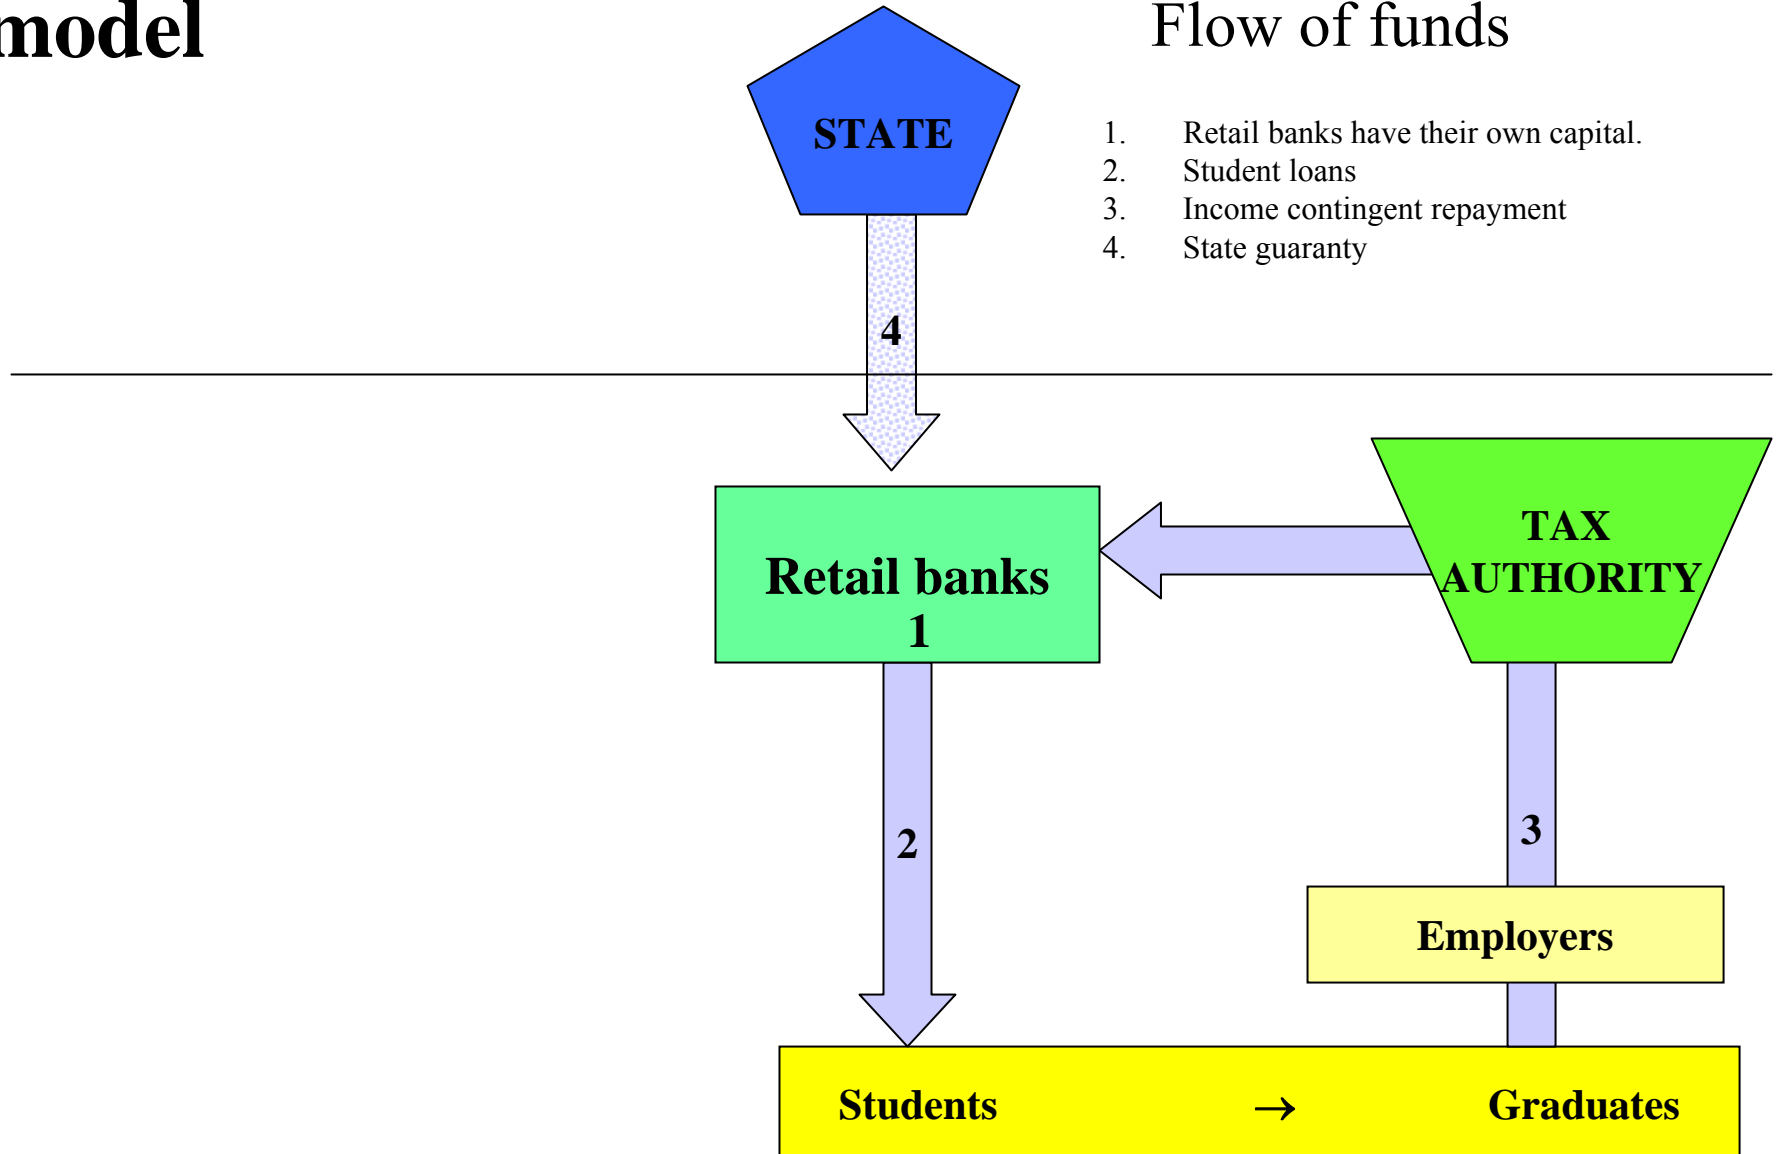 model
Flow of funds
STATE
1. Retail banks have their own capital.
2. Student loans
3. Income contingent repayment
4. State guaranty
4
TAX
AUTHORITY
Retail banks
1
2
3
Employers
Students → Graduates